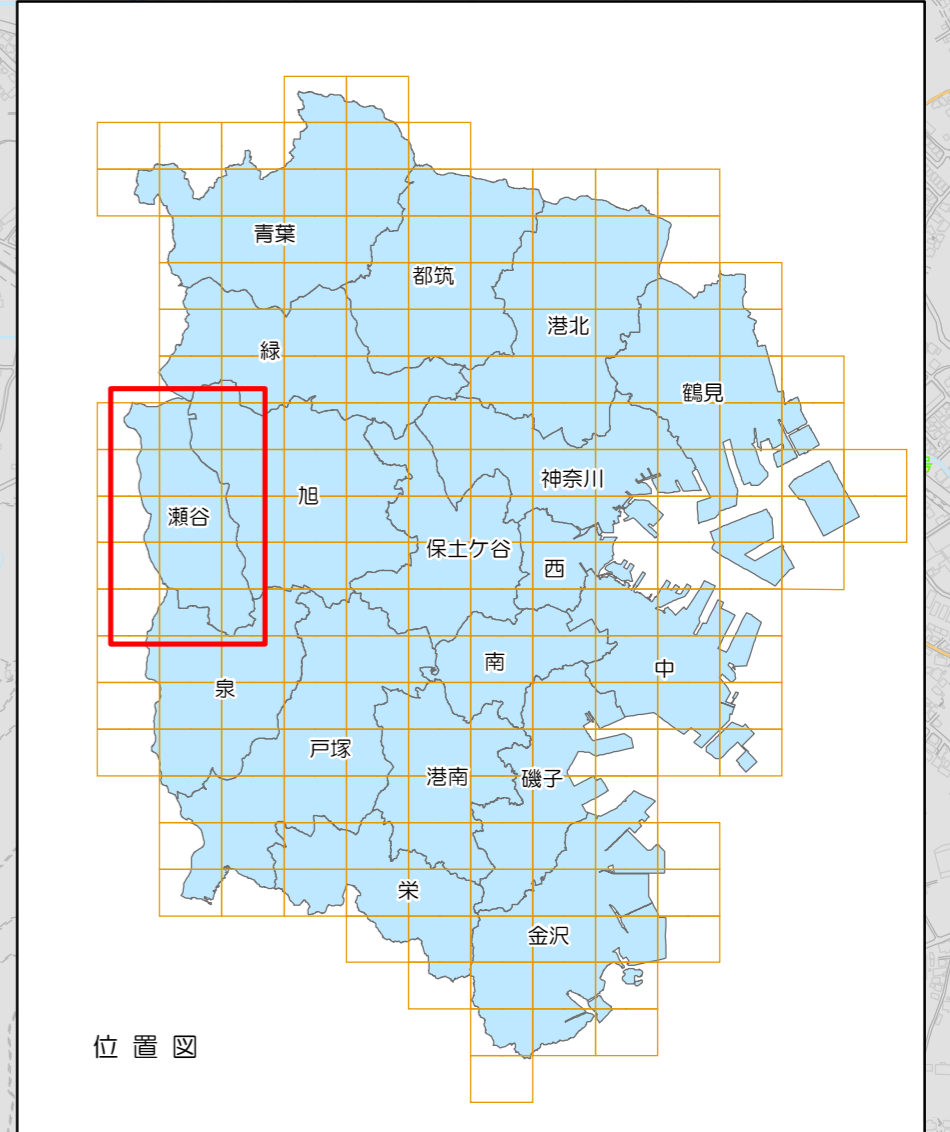 青葉
都筑
港北
緑
鶴見
神奈川
旭
瀬谷
保土ケ谷
西
南
中
泉
戸塚
港南
磯子
栄
金沢
位置図